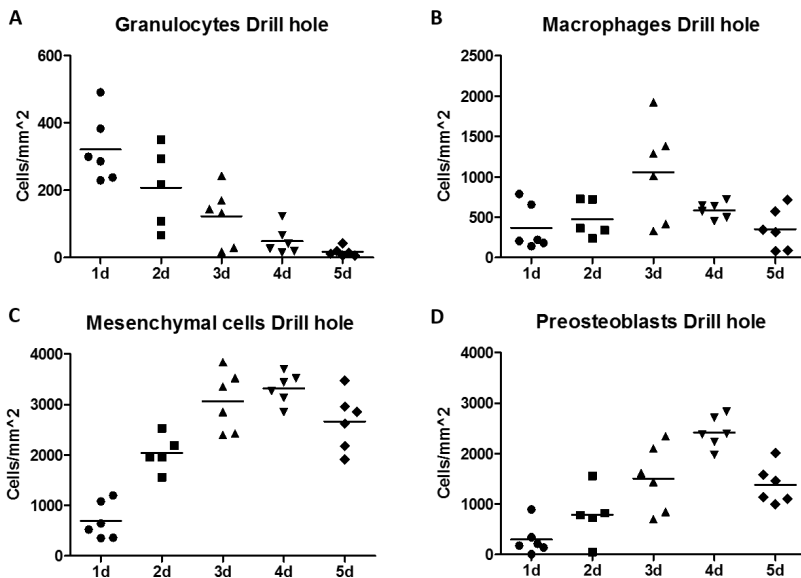 A
Granulocytes Drill hole
Cells/mm^2
600
400
200
0
1d 2d 3d 4d 5d
B
Macrophages Drill hole
Cells/mm^2
2500
2000
1500
1000
500
0
1d 2d 3d 4d 5d
C
Mesenchymal cells Drill hole
Cells/mm^2
4000
3000
2000
1000
0
1d 2d 3d 4d 5d
D
Preosteoblasts Drill hole
Cells/mm^2
4000
3000
2000
1000
0
1d 2d 3d 4d 5d